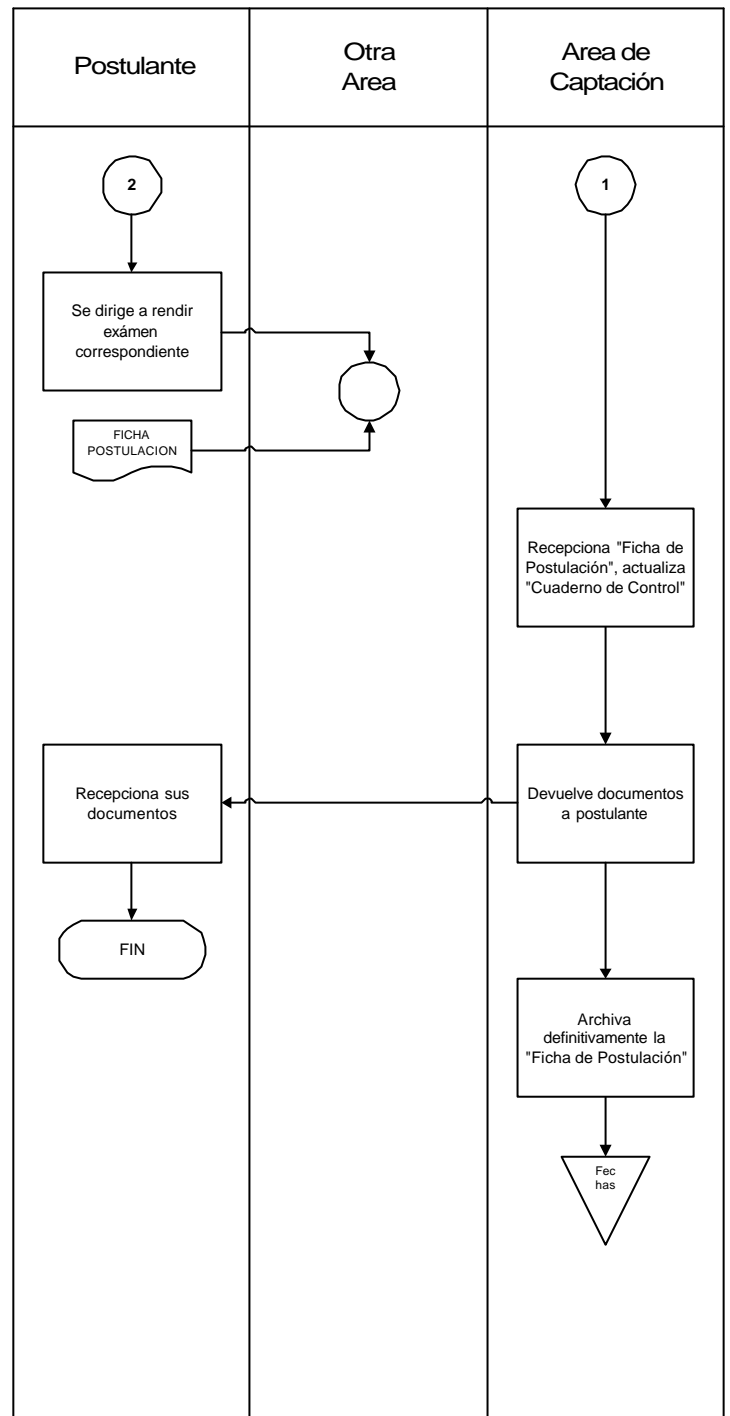 Postulante
Otra
Area
Area de
Captación
2
1
Se dirige a rendir
exámen
correspondiente
FICHA
POSTULACION
Recepciona "Ficha de
Postulación", actualiza
"Cuaderno de Control"
Recepciona sus
documentos
Devuelve documentos
a postulante
FIN
Archiva
definitivamente la
"Ficha de Postulación"
Fec
has